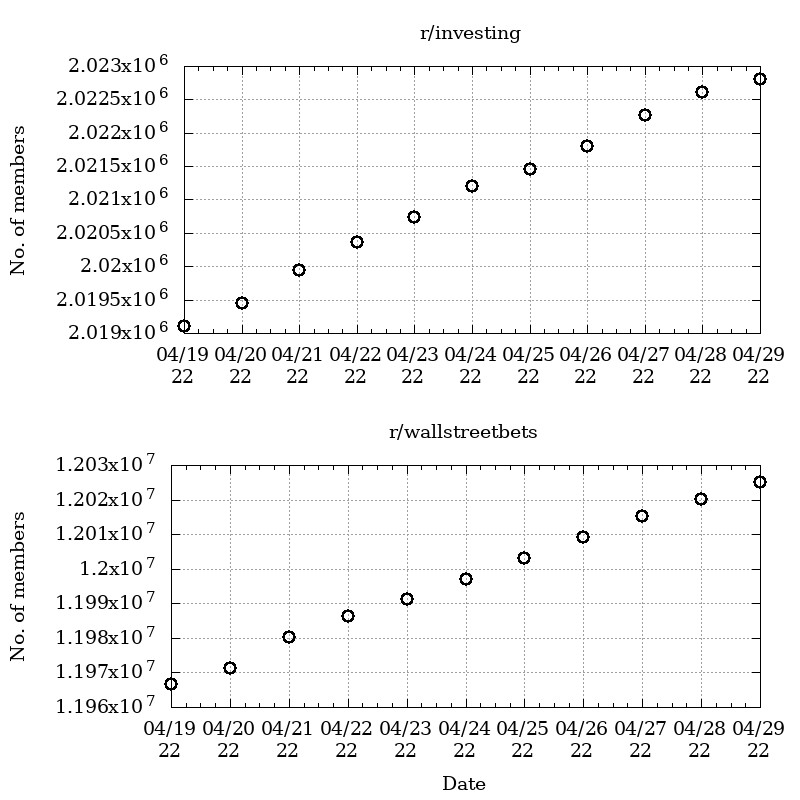 r/investing
No. of members
2.023x10^6
2.0225x10^6
2.022x10^6
2.0215x10^6
2.021x10^6
2.0205x10^6
2.02x10^6
2.0195x10^6
2.019x10^6
04/19 04/20 04/21 04/22 04/23 04/24 04/25 04/26 04/27 04/28 04/29
22 22 22 22 22 22 22 22 22 22 22
r/wallstreetbets
No. of members
1.203x10^7
1.202x10^7
1.201x10^7
1.2x10^7
1.199x10^7
1.198x10^7
1.197x10^7
1.196x10^7
04/19 04/20 04/21 04/22 04/23 04/24 04/25 04/26 04/27 04/28 04/29
22 22 22 22 22 22 22 22 22 22 22
Date